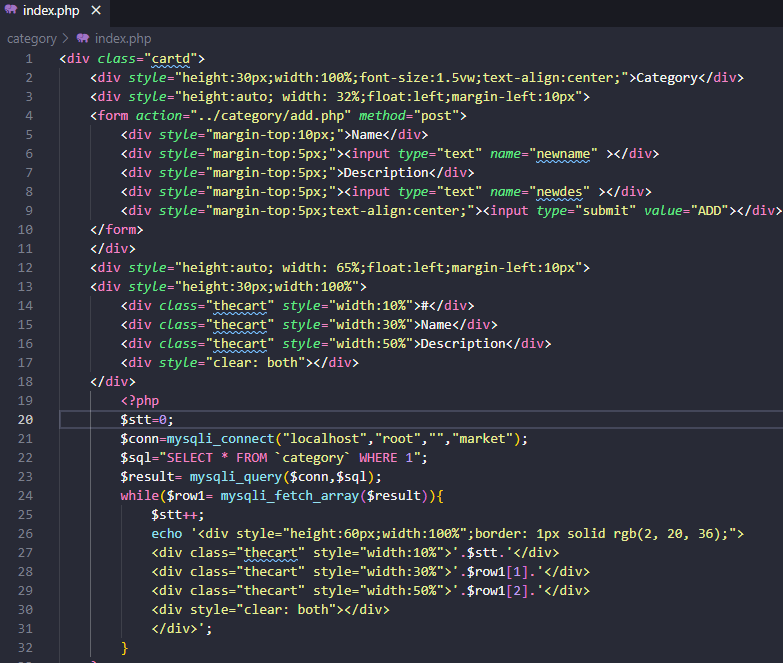 index.php ×
category > index.php
1 <div class="cartd">
2 <div style="height:30px;width:100%;font-size:1.5vw;text-align:center;">Category</div>
3 <div style="height:auto; width: 32%;float:left;margin-left:10px">
4 <form action="../category/add.php" method="post">
5 <div style="margin-top:10px;">Name</div>
6 <div style="margin-top:5px;"><input type="text" name="newname" ></div>
7 <div style="margin-top:5px;">Description</div>
8 <div style="margin-top:5px;"><input type="text" name="newdes" ></div>
9 <div style="margin-top:5px;text-align:center;"><input type="submit" value="ADD"></div>
10 </form>
11 </div>
12 <div style="height:auto; width: 65%;float:left;margin-left:10px">
13 <div style="height:30px;width:100%">
14 <div class="thecart" style="width:10%">#</div>
15 <div class="thecart" style="width:30%">Name</div>
16 <div class="thecart" style="width:50%">Description</div>
17 <div style="clear: both"></div>
18 </div>
19 <?php
20 $stt=0;
21 $conn=mysqli_connect("localhost","root","","market");
22 $sql="SELECT * FROM `category` WHERE 1";
23 $result= mysqli_query($conn,$sql);
24 while($row1= mysqli_fetch_array($result)){
25 $stt++;
26 echo '<div style="height:60px;width:100%";border: 1px solid rgb(2, 20, 36);">
27 <div class="thecart" style="width:10%">'.$stt.'</div>
28 <div class="thecart" style="width:30%">'.$row1[1].'</div>
29 <div class="thecart" style="width:50%">'.$row1[2].'</div>
30 <div style="clear: both"></div>
31 </div>';
32 }